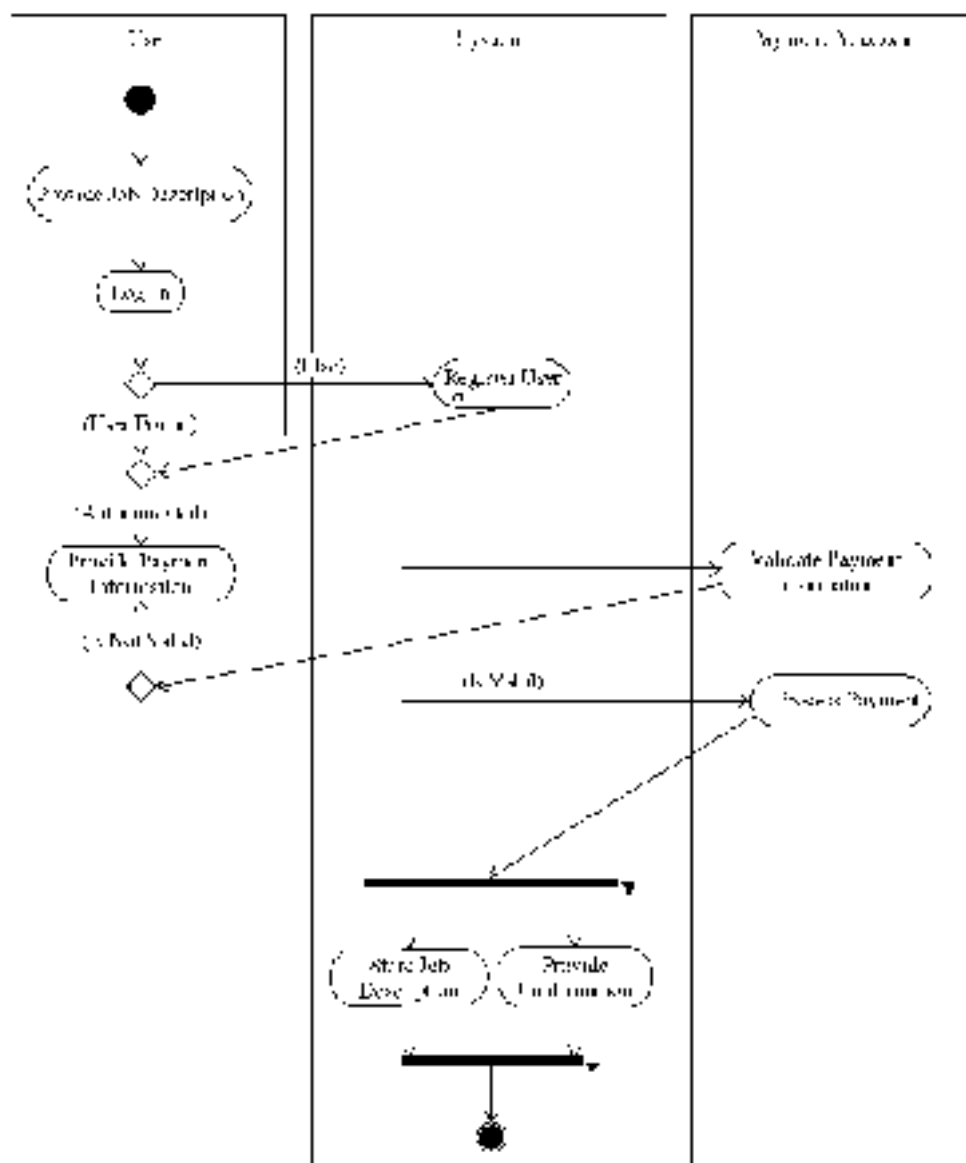 User
System
Payment Processor
Provide Job Description
Log in
(Else)
Register User
(User Found)
(Authenticated)
Provide Payment
Information
Validate Payment
(Is Not Valid)
(Is Valid)
Process Payment
Store Job
Description
Provide
Confirmation